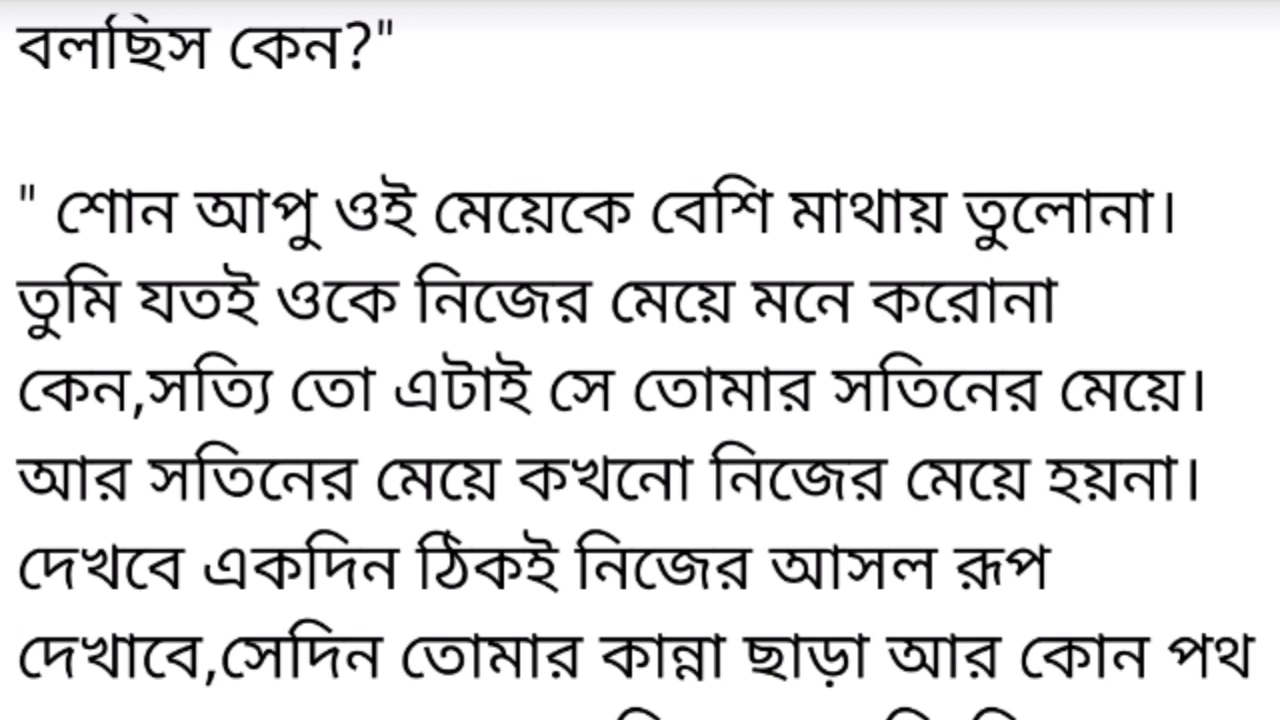 বলছিস কেন?"
" শোন আপু ওই মেয়েকে বেশি মাথায় তুলোনা।
তুমি যতই ওকে নিজের মেয়ে মনে করোনা
কেন,সত্যি তো এটাই সে তোমার সতিনের মেয়ে।
আর সতিনের মেয়ে কখনো নিজের মেয়ে হয়না।
দেখবে একদিন ঠিকই নিজের আসল রূপ
দেখাবে,সেদিন তোমার কান্না ছাড়া আর কোন পথ